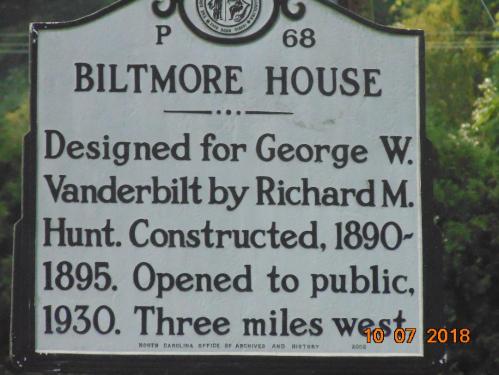 P 68
BILTMORE HOUSE
Designed for George W.
Vanderbilt by Richard M.
Hunt. Constructed, 1890-
1895. Opened to public,
1930. Three miles west.
NORTH CAROLINA OFFICE OF ARCHIVES AND HISTORY 2002
10 07 2018